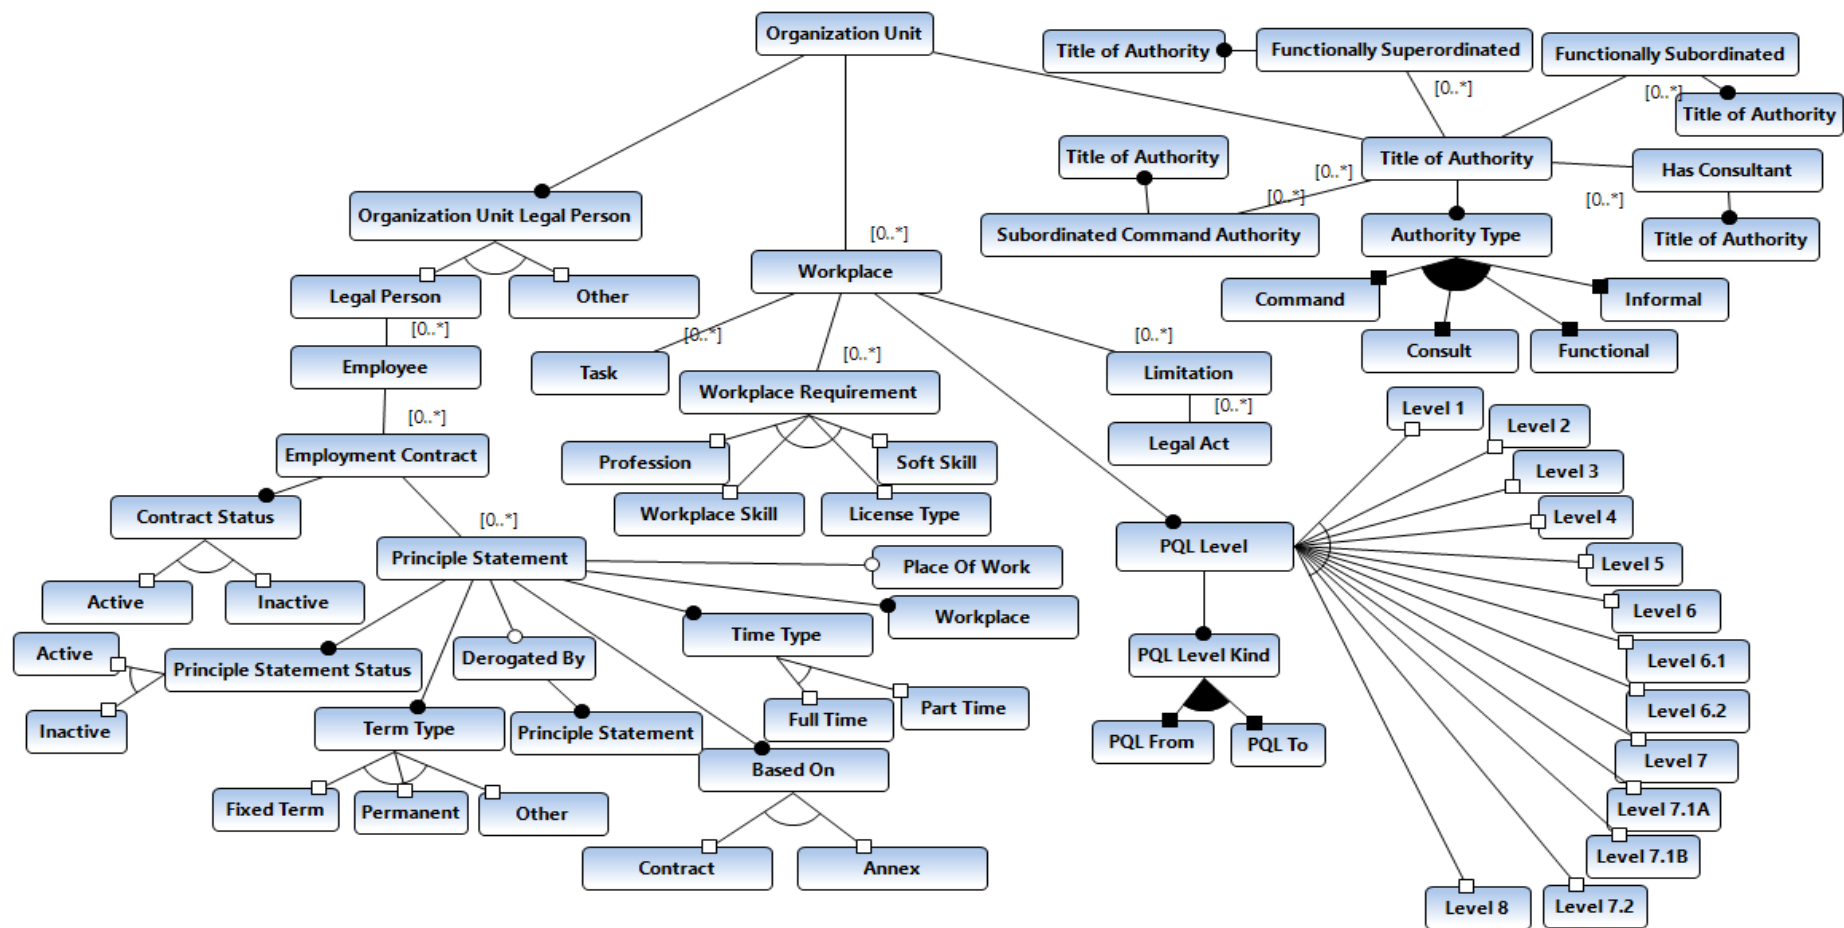 Organization Unit
Title of Authority
Functionally Superordinated
Functionally Subordinated
[0..*]
[0..*]
Title of Authority
Title of Authority
Title of Authority
[0..*]
Has Consultant
[0..*]
[0..*]
Organization Unit Legal Person
Subordinated Command Authority
Authority Type
Title of Authority
[0..*]
Workplace
Legal Person
Other
Command
Informal
[0..*]
[0..*]
[0..*]
[0..*]
Employee
Task
Workplace Requirement
Limitation
Consult
Functional
[0..*]
[0..*]
Level 1
Level 2
Employment Contract
Profession
Soft Skill
Legal Act
Level 3
Contract Status
[0..*]
Workplace Skill
License Type
Level 4
Principle Statement
Place Of Work
PQL Level
Level 5
Active
Inactive
Workplace
Level 6
Active
Principle Statement Status
Derogated By
Time Type
PQL Level Kind
Level 6.1
Inactive
Term Type
Principle Statement
Full Time
Part Time
PQL From
PQL To
Level 6.2
Based On
Level 7
Fixed Term
Permanent
Other
Level 7.1A
Contract
Annex
Level 7.1B
Level 8
Level 7.2